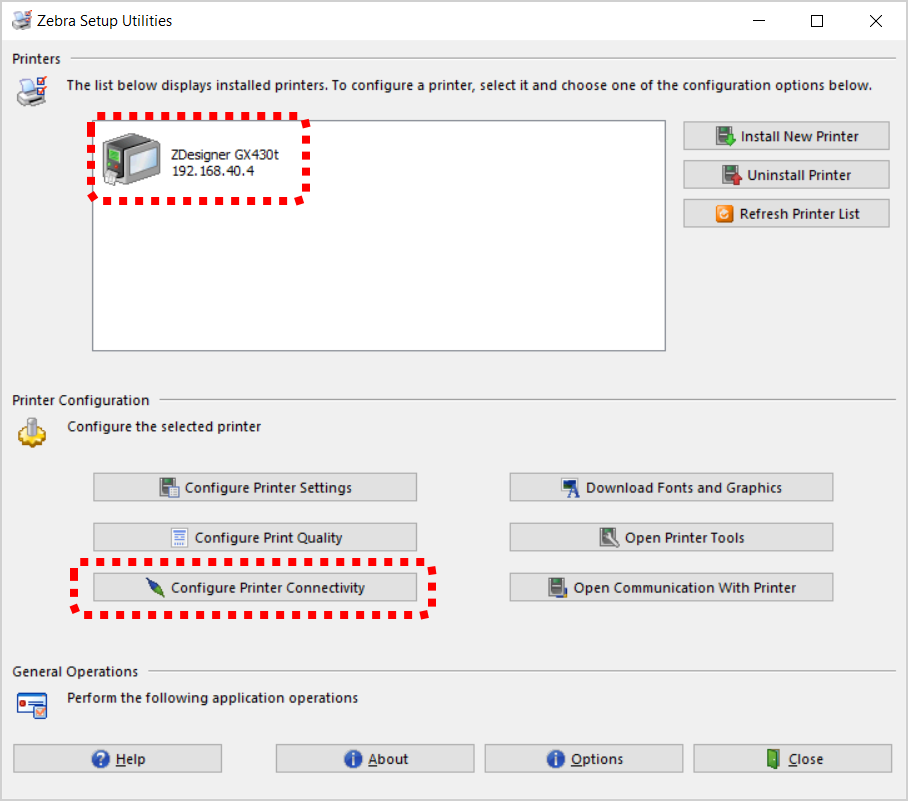 Zebra Setup Utilities
Printers
The list below displays installed printers. To configure a printer, select it and choose one of the configuration options below.
ZDesigner GX430t
192.168.40.4
Install New Printer
Uninstall Printer
Refresh Printer List
Printer Configuration
Configure the selected printer
Configure Printer Settings
Download Fonts and Graphics
Configure Print Quality
Open Printer Tools
Configure Printer Connectivity
Open Communication With Printer
General Operations
Perform the following application operations
Help
About
Options
Close